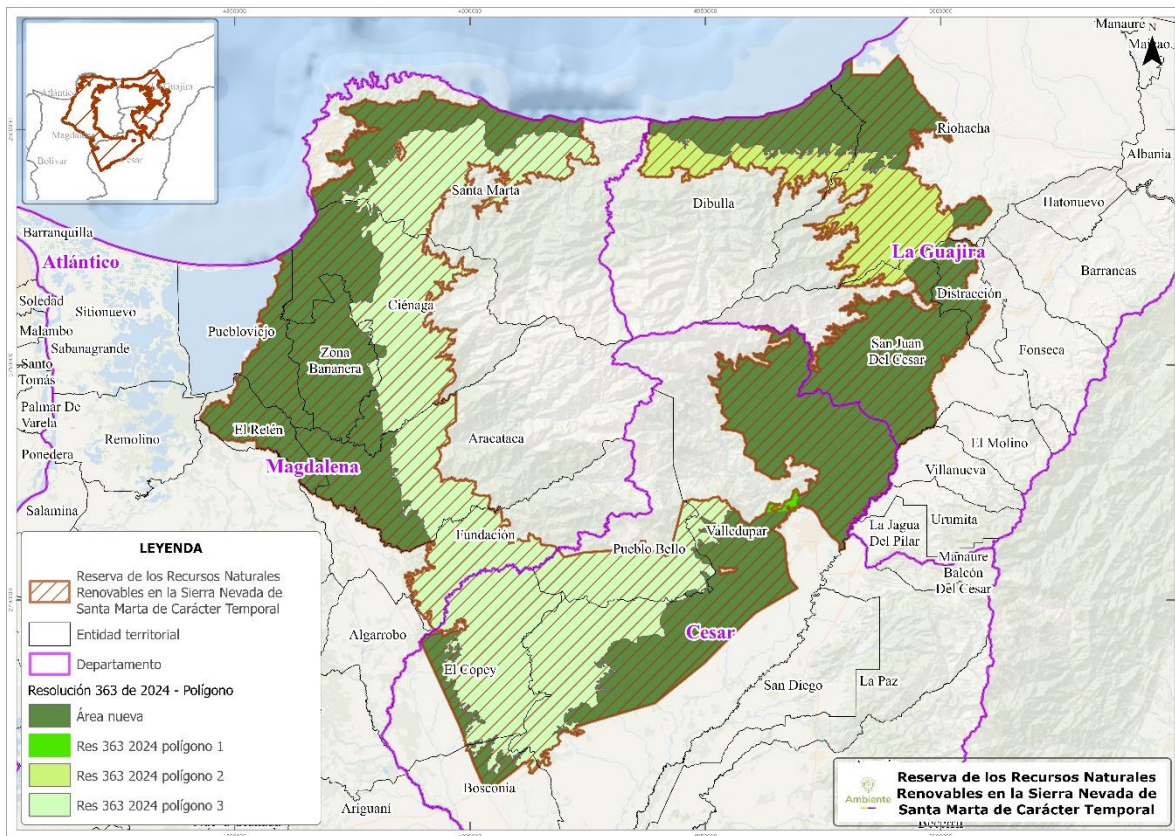 Atlántico
La Guajira
Magdalena
Bolívar
Cesar
Manaure
N
Riohacha
Albania
Santa Marta
Dibulla
Hatonuevo
Barranquilla
Atlántico
La Guajira
Barrancas
Soledad
Sitionuevo
Ciénaga
Distracción
Malambo
Puebloviejo
Sabanagrande
Zona
Bananera
San Juan
Del Cesar
Fonseca
Santo
Tomás
Palmar De
Varela
Remolino
El Retén
Aracataca
El Molino
Ponedera
Magdalena
Villanueva
Salamina
Fundación
Valledupar
La Jagua
Del Pilar
Urumita
Pueblo Bello
Manaure
Balcón
Del Cesar
Algarrobo
Cesar
El Copey
San Diego
La Paz
Bosconia
Ariguaní
Becerril
LEYENDA
Reserva de los Recursos Naturales
Renovables en la Sierra Nevada de
Santa Marta de Carácter Temporal
Entidad territorial
Departamento
Resolución 363 de 2024 - Polígono
Área nueva
Res 363 2024 polígono 1
Res 363 2024 polígono 2
Res 363 2024 polígono 3
Ambiente
Reserva de los Recursos Naturales
Renovables en la Sierra Nevada de
Santa Marta de Carácter Temporal